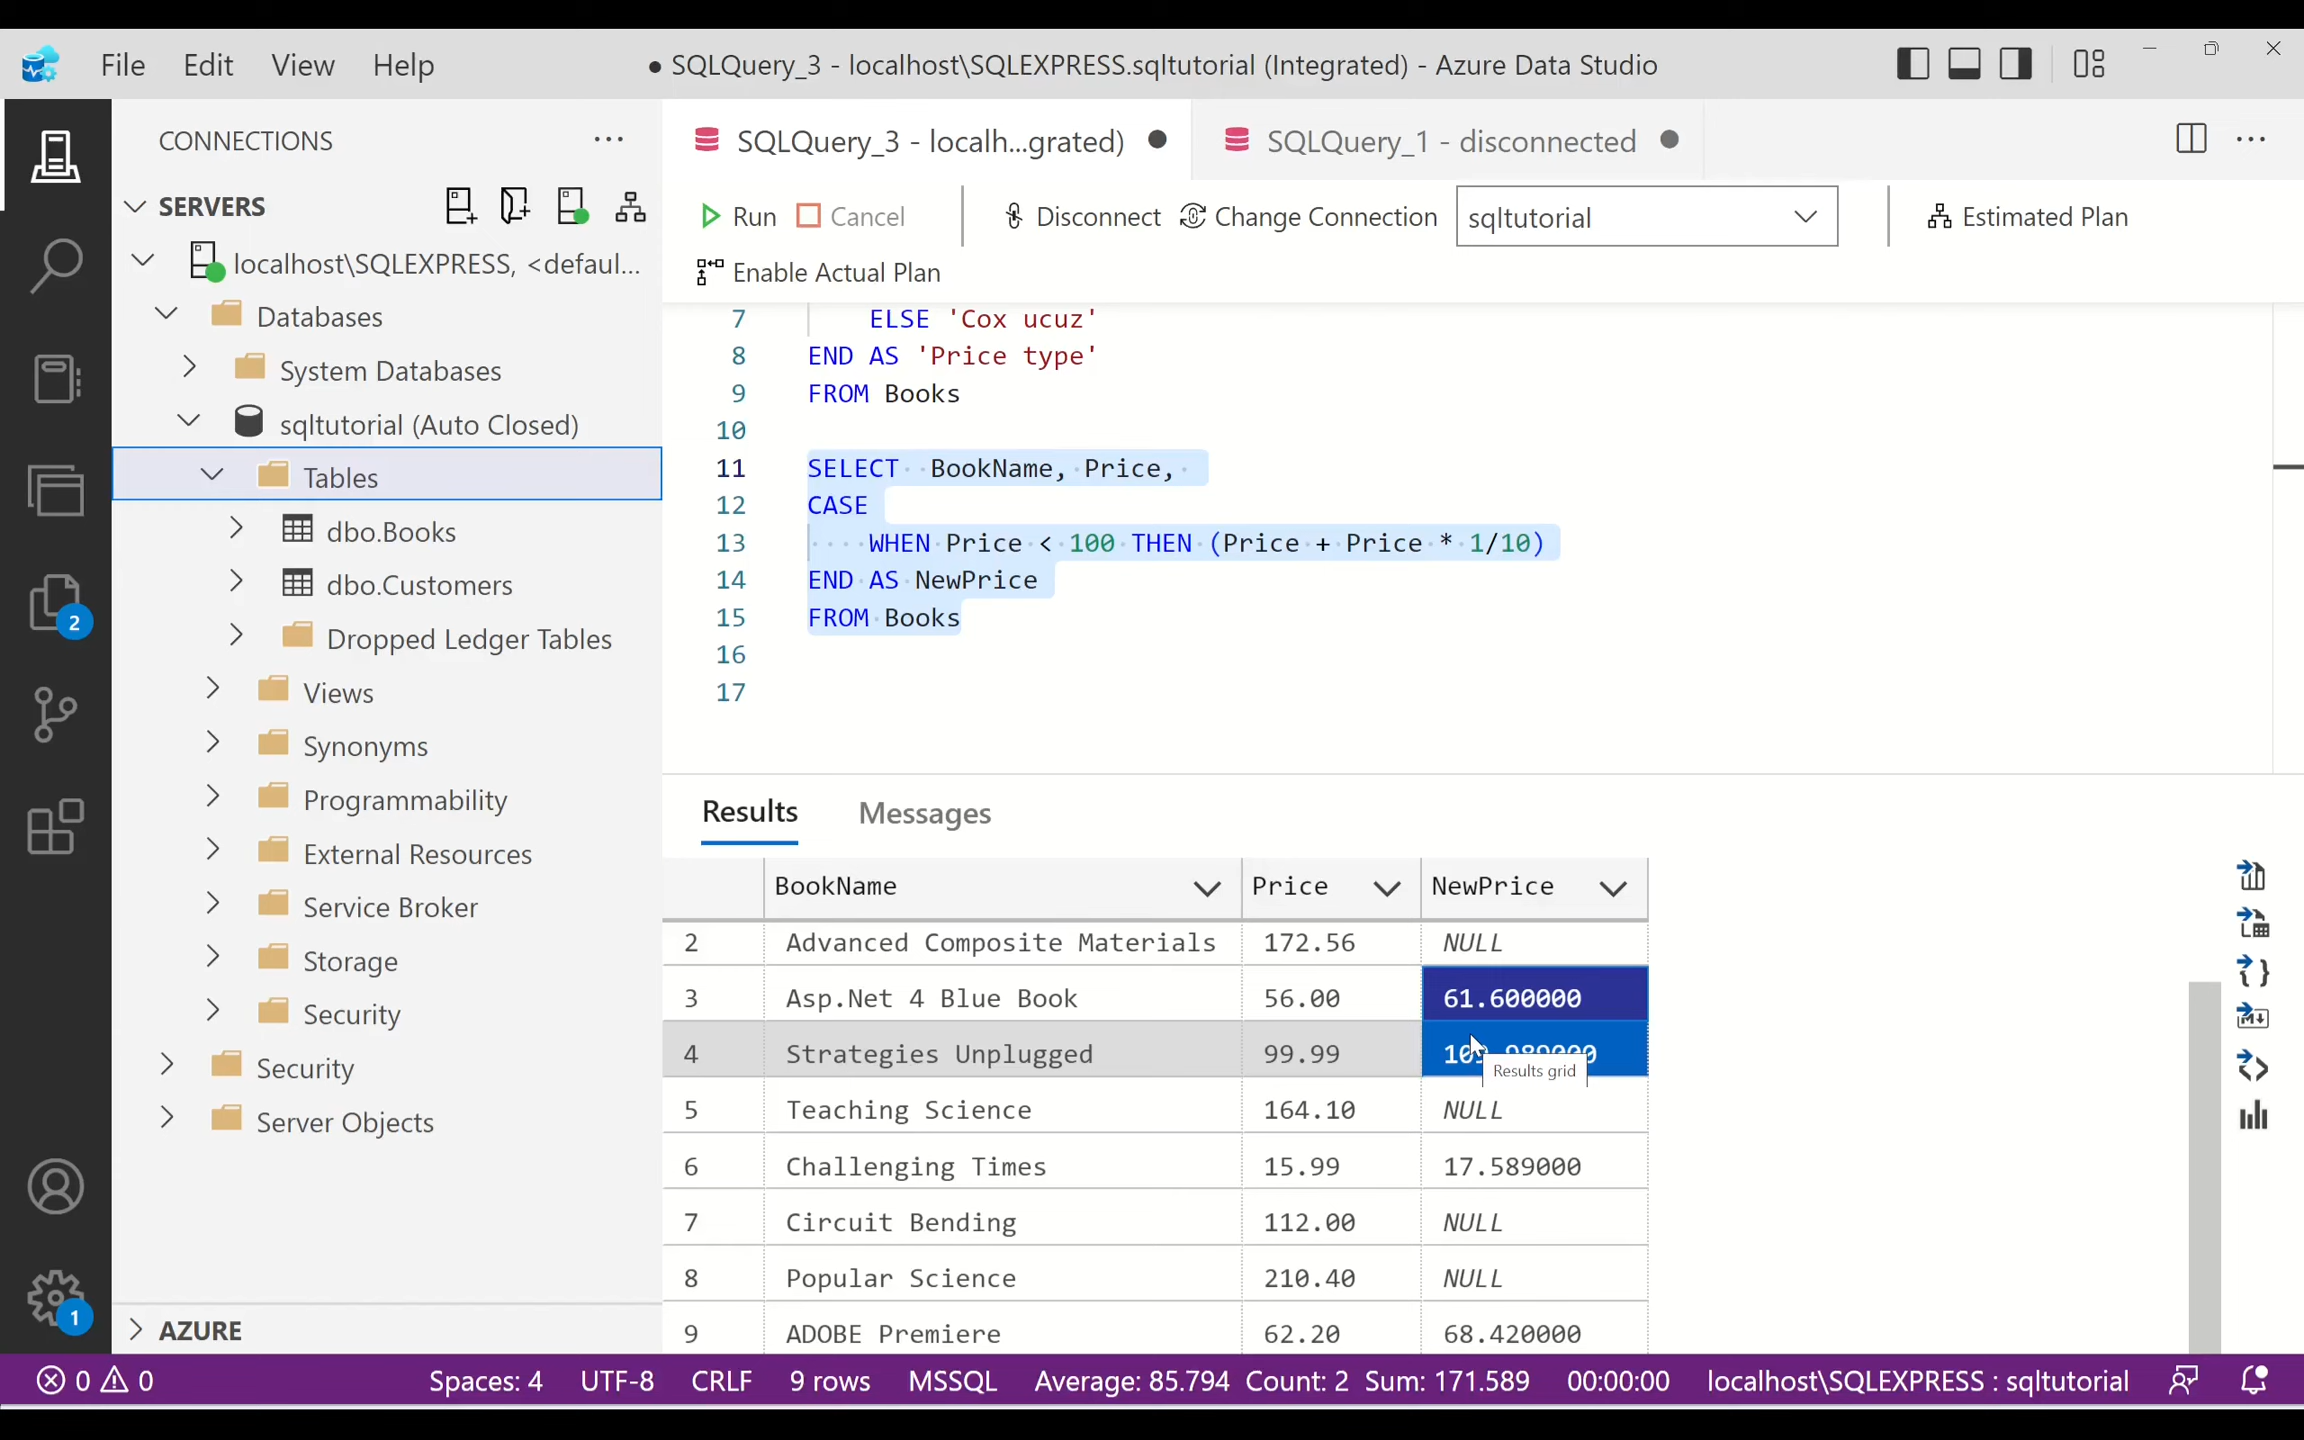 File Edit View Help
● SQLQuery_3 - localhost\SQLEXPRESS.sqltutorial (Integrated) - Azure Data Studio
CONNECTIONS
SERVERS
localhost\SQLEXPRESS, <defaul...
Databases
System Databases
sqltutorial (Auto Closed)
Tables
dbo.Books
dbo.Customers
Dropped Ledger Tables
Views
Synonyms
Programmability
External Resources
Service Broker
Storage
Security
Security
Server Objects
AZURE
2
1
SQLQuery_3 - localh...grated)
SQLQuery_1 - disconnected
Run Cancel Disconnect Change Connection sqltutorial Estimated Plan
Enable Actual Plan
7 ELSE 'Cox ucuz'
8 END AS 'Price type'
9 FROM Books
10
11 SELECT BookName, Price,
12 CASE
13 WHEN Price < 100 THEN (Price + Price * 1/10)
14 END AS NewPrice
15 FROM Books
16
17
Results Messages
BookName Price NewPrice
2 Advanced Composite Materials 172.56 NULL
3 Asp.Net 4 Blue Book 56.00 61.600000
4 Strategies Unplugged 99.99
Results grid
5 Teaching Science 164.10 NULL
6 Challenging Times 15.99 17.589000
7 Circuit Bending 112.00 NULL
8 Popular Science 210.40 NULL
9 ADOBE Premiere 62.20 68.420000
0 0 Spaces: 4 UTF-8 CRLF 9 rows MSSQL Average: 85.794 Count: 2 Sum: 171.589 00:00:00 localhost\SQLEXPRESS : sqltutorial